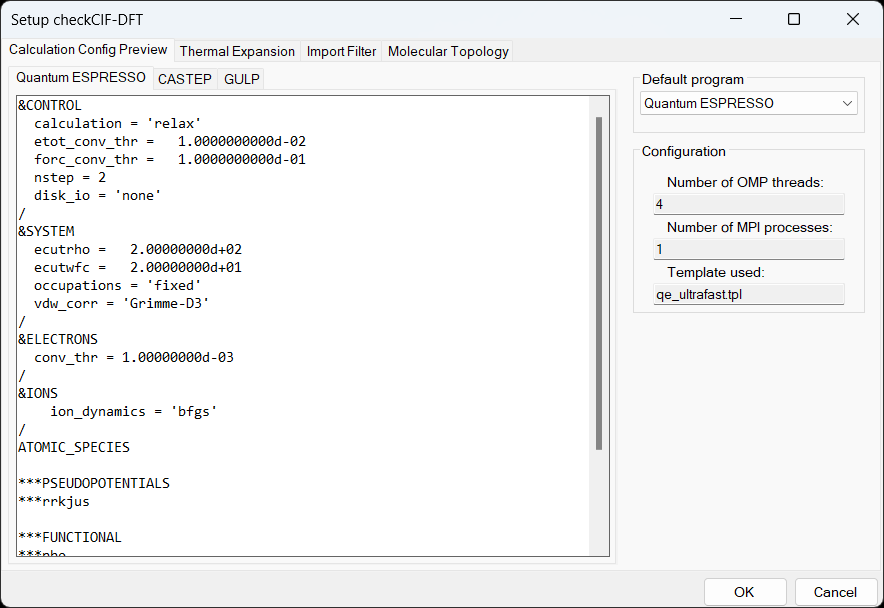 Setup checkCIF-DFT
Calculation Config Preview Thermal Expansion Import Filter Molecular Topology
Quantum ESPRESSO CASTEP GULP
&CONTROL
  calculation = 'relax'
  etot_conv_thr =   1.0000000000d-02
  forc_conv_thr =   1.0000000000d-01
  nstep = 2
  disk_io = 'none'
/
&SYSTEM
  ecutrho =   2.00000000d+02
  ecutwfc =   2.00000000d+01
  occupations = 'fixed'
  vdw_corr = 'Grimme-D3'
/
&ELECTRONS
  conv_thr = 1.00000000d-03
/
&IONS
    ion_dynamics = 'bfgs'
/
ATOMIC_SPECIES
***PSEUDOPOTENTIALS
***rrkjus
***FUNCTIONAL
Default program
Quantum ESPRESSO
Configuration
Number of OMP threads:
4
Number of MPI processes:
1
Template used:
qe_ultrafast.tpl
OK Cancel